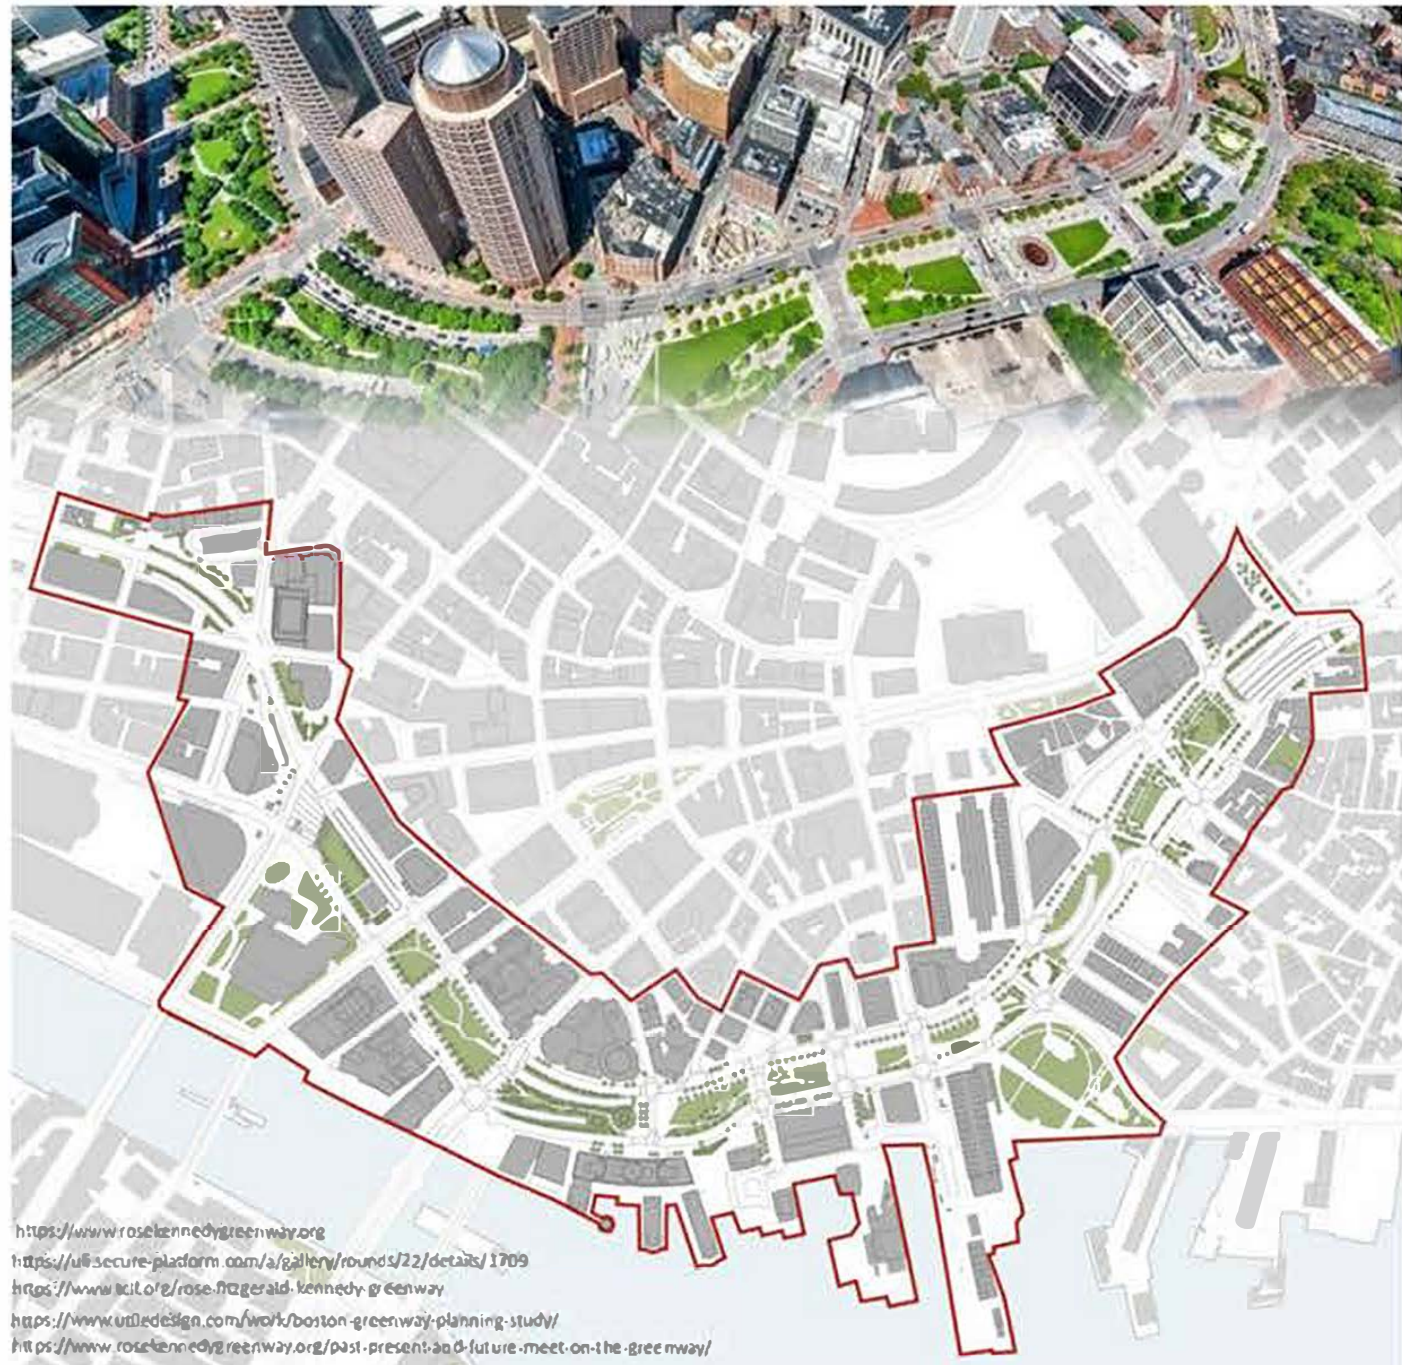 https://www.rosekennedygreenway.org
https://uli.secure-platform.com/a/gallery/rounds/22/details/1709
https://www.tclf.org/rose-fitzgerald-kennedy-greenway
https://www.utiledesign.com/work/boston-greenway-planning-study/
https://www.rosekennedygreenway.org/past-present-and-future-meet-on-the-greenway/